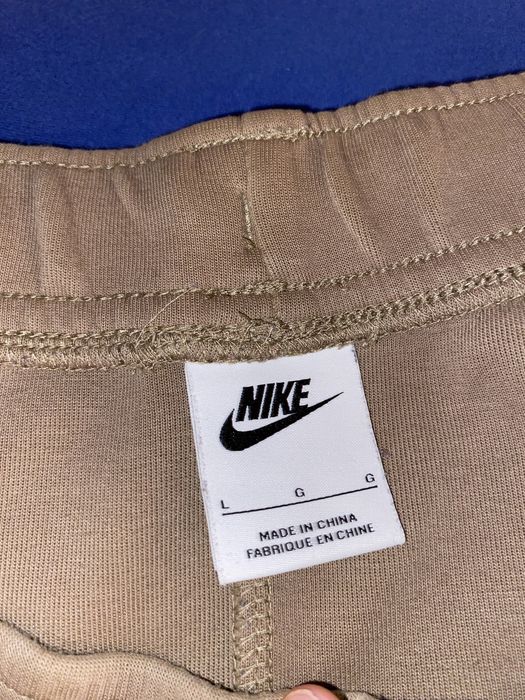 NIKE
L G G
MADE IN CHINA
FABRIQUE EN CHINE